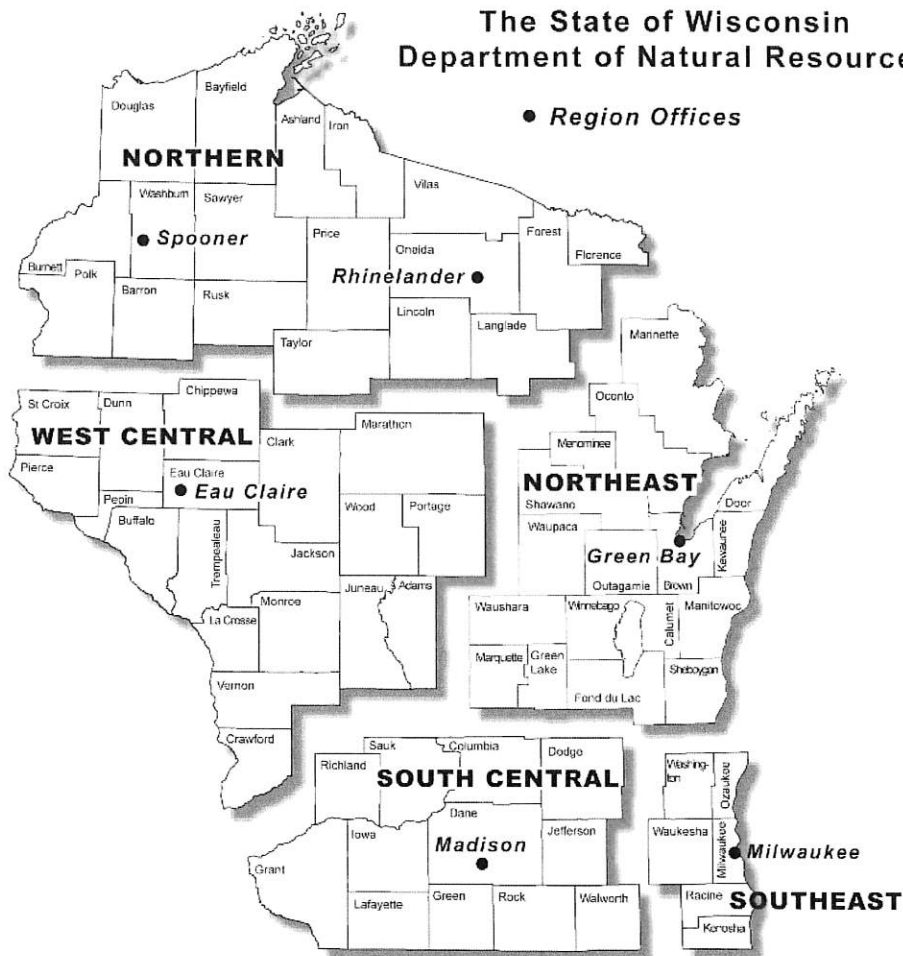 The State of Wisconsin
Department of Natural Resource
● Region Offices
Douglas
Bayfield
Ashland
Iron
NORTHERN
Vilas
Washburn
Sawyer
Spooner
Price
Oneida
Forest
Florence
Burnett
Polk
Rhinelander
Barron
Rusk
Lincoln
Langlade
Taylor
Marinette
Chippewa
St Croix
Dunn
Oconto
WEST CENTRAL
Clark
Marathon
Menominee
Pierce
Eau Claire
Eau Claire
NORTHEAST
Pepin
Buffalo
Wood
Portage
Shawano
Door
Waupaca
Trempealeau
Jackson
Green Bay
Kewaunee
Juneau
Adams
Outagamie
Brown
Monroe
La Crosse
Waushara
Winnebago
Calumet
Manitowoc
Marquette
Green
Lake
Sheboygan
Vernon
Fond du Lac
Crawford
Sauk
Columbia
Dodge
Richland
SOUTH CENTRAL
Washing-
ton
Ozaukee
Dane
Iowa
Jefferson
Waukesha
Milwaukee
Madison
Milwaukee
Grant
Lafayette
Green
Rock
Walworth
Racine
SOUTHEAST
Kenosha